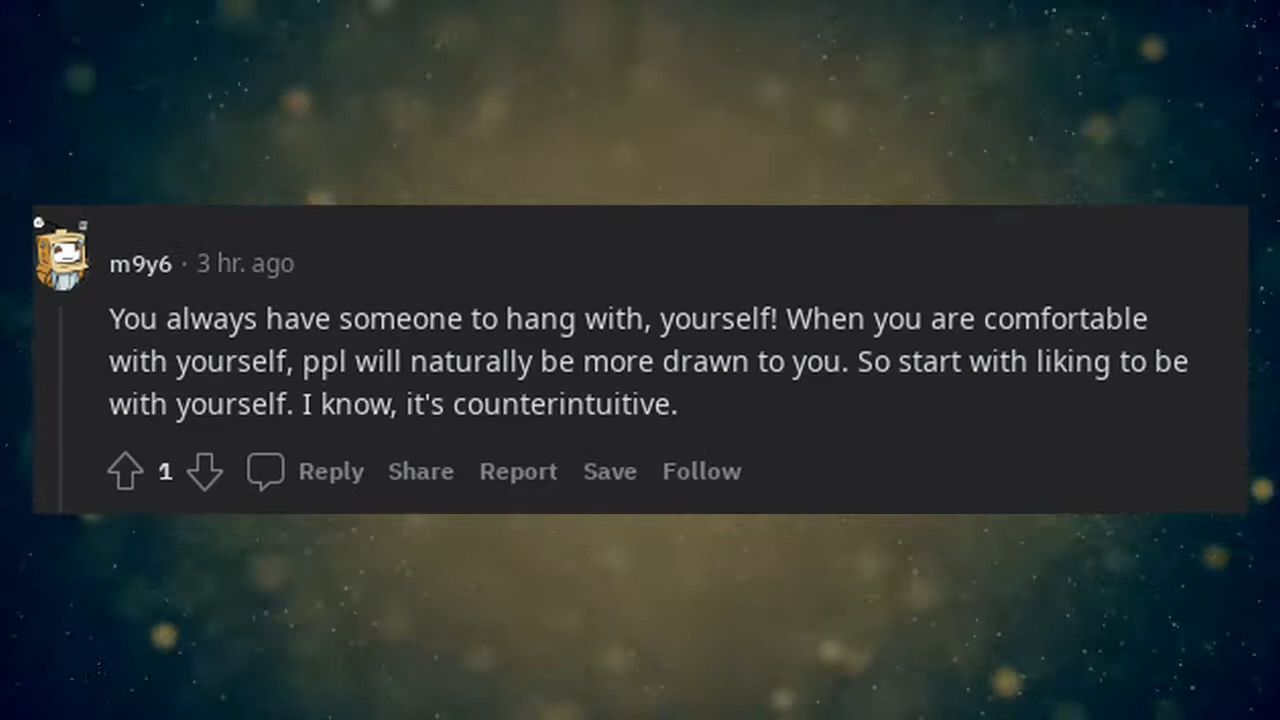 m9y6 · 3 hr. ago
You always have someone to hang with, yourself! When you are comfortable
with yourself, ppl will naturally be more drawn to you. So start with liking to be
with yourself. I know, it's counterintuitive.
1 Reply Share Report Save Follow